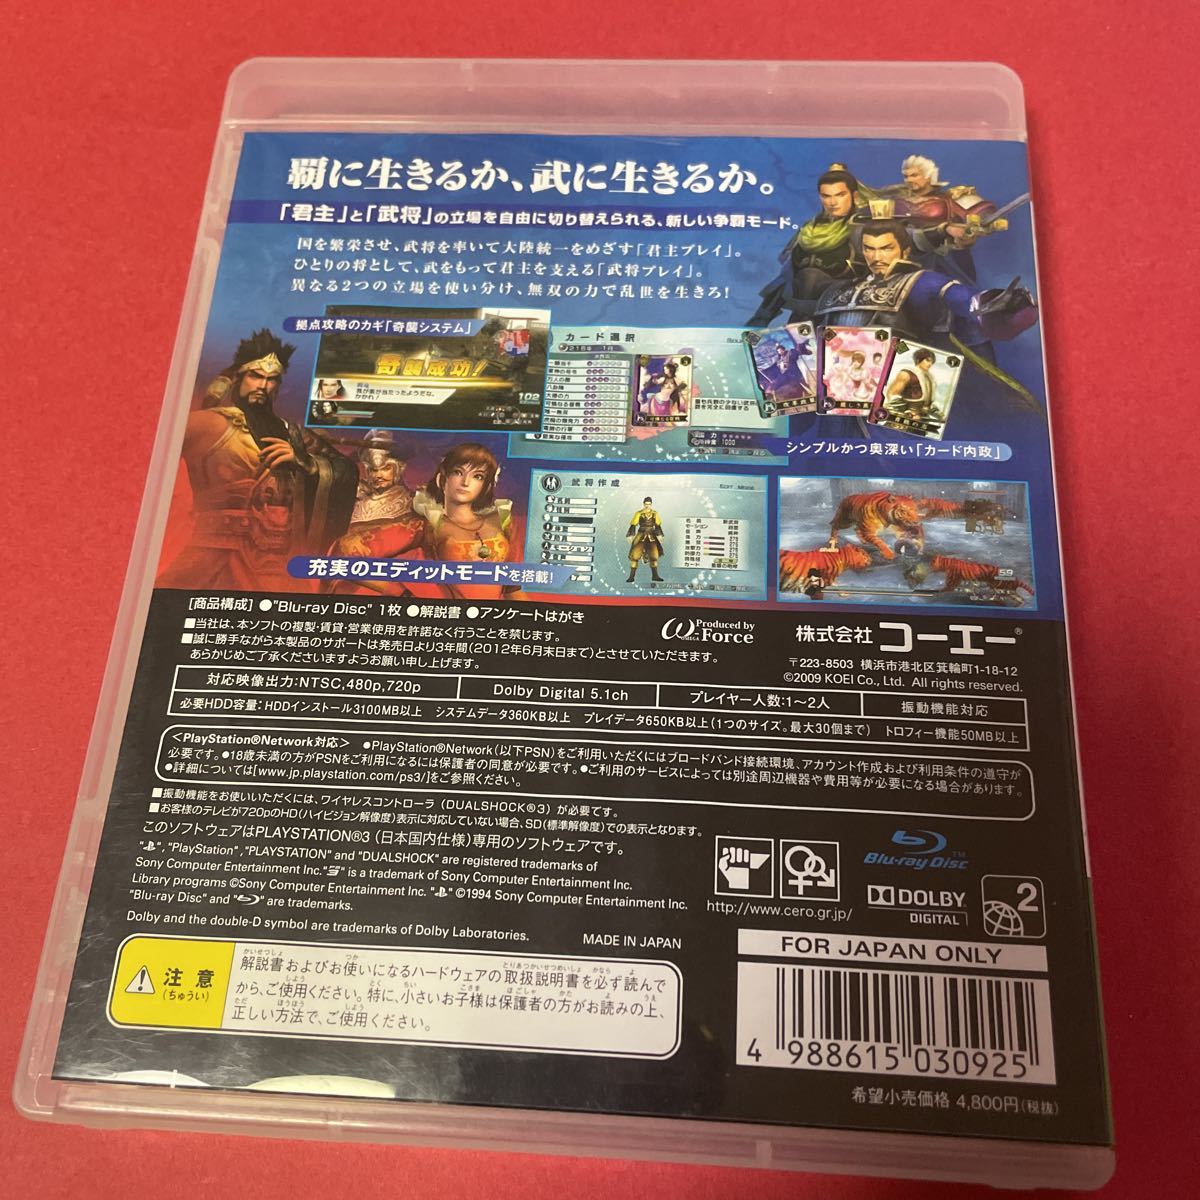 覇に生きるか、武に生きるか。
「君主」と「武将」の立場を自由に切り替えられる、新しい争覇モード。
国を繁栄させ、武将を率いて大陸統一をめざす「君主プレイ」。
ひとりの将として、武をもって君主を支える「武将プレイ」。
異なる2つの立場を使い分け、無双の力で乱世を生きろ!
拠点攻略のカギ「奇襲システム」
奇襲成功!
我が策が当たったようだな、
かかれ!
102
カード選択
シンプルかつ奥深い「カード内政」
武将作成
59
充実のエディットモードを搭載!
[商品構成] ●"Blu-ray Disc" 1枚 ●解説書 ●アンケートはがき
■当社は、本ソフトの複製・賃貸・営業使用を許諾なく行うことを禁じます。
■誠に勝手ながら本製品のサポートは発売日より3年間(2012年6月末日まで)とさせていただきます。
あらかじめご了承くださいますようお願い申し上げます。
Produced by
ω-Force
OMEGA
株式会社 コーエー®
〒223-8503 横浜市港北区箕輪町1-18-12
©2009 KOEI Co., Ltd. All rights reserved.
対応映像出力:NTSC,480p,720p
Dolby Digital 5.1ch
プレイヤー人数:1〜2人
振動機能対応
必要HDD容量:HDDインストール3100MB以上 システムデータ360KB以上 プレイデータ650KB以上(1つのサイズ。最大30個まで) トロフィー機能50MB以上
<PlayStation®Network対応> ●PlayStation®Network(以下PSN)をご利用いただくにはブロードバンド接続環境、アカウント作成および利用条件の遵守が
必要です。●18歳未満の方がPSNをご利用になるには保護者の同意が必要です。●ご利用のサービスによっては別途周辺機器や費用等が必要になる場合があります。
●詳細については[www.jp.playstation.com/ps3/]をご参照ください。
■振動機能をお使いいただくには、ワイヤレスコントローラ(DUALSHOCK®3)が必要です。
■お客様のテレビが720pのHD(ハイビジョン解像度)表示に対応していない場合、SD(標準解像度)での表示となります。
このソフトウェアはPLAYSTATION®3(日本国内仕様)専用のソフトウェアです。
" ", "PlayStation", "PLAYSTATION" and "DUALSHOCK" are registered trademarks of
Sony Computer Entertainment Inc. " " is a trademark of Sony Computer Entertainment Inc.
Library programs ©Sony Computer Entertainment Inc. " " ©1994 Sony Computer Entertainment Inc.
"Blu-ray Disc" and " " are trademarks.
Dolby and the double-D symbol are trademarks of Dolby Laboratories.
MADE IN JAPAN
http://www.cero.gr.jp/
Blu-ray Disc™
DOLBY
DIGITAL
2
注意
(ちゅうい)
解説書およびお使いになるハードウェアの取扱説明書を必ず読んで
から、ご使用ください。特に、小さいお子様は保護者の方がお読みの上、
正しい方法で、ご使用ください。
FOR JAPAN ONLY
4 988615 030925
希望小売価格 4,800円(税抜)